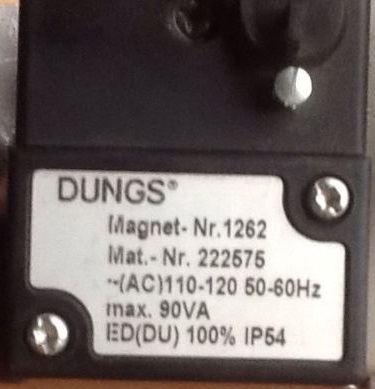 DUNGS®
Magnet- Nr.1262
Mat.- Nr. 222575
~(AC)110-120 50-60Hz
max. 90VA
ED(DU) 100% IP54